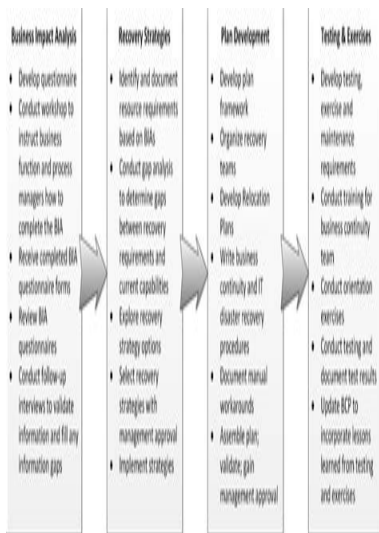 Business Impact Analysis
• Develop questionnaire
• Conduct workshop to
instruct business
function and process
managers how to
complete the BIA
• Receive completed BIA
questionnaire forms
• Review BIA
questionnaires
• Conduct follow-up
interviews to validate
information and fill any
information gaps
Recovery Strategies
• Identify and document
resource requirements
based on BIAs
• Conduct gap analysis
to determine gaps
between recovery
requirements and
current capabilities
• Explore recovery
strategy options
• Select recovery
strategies with
management approval
• Implement strategies
Plan Development
• Develop plan
framework
• Organize recovery
teams
• Develop Relocation
Plans
• Write business
continuity and IT
disaster recovery
procedures
• Document manual
workarounds
• Assemble plan;
validate; gain
management approval
Testing & Exercises
• Develop testing,
exercise and
maintenance
requirements
• Conduct training for
business continuity
team
• Conduct orientation
exercises
• Conduct testing and
document test results
• Update BCP to
incorporate lessons
learned from testing
and exercises